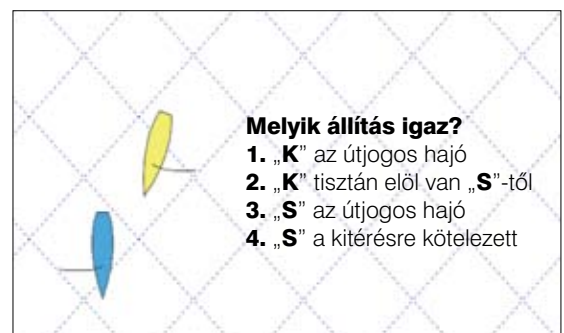 Melyik állítás igaz?
1. „K” az útjogos hajó
2. „K” tisztán elöl van „S”-től
3. „S” az útjogos hajó
4. „S” a kitérésre kötelezett